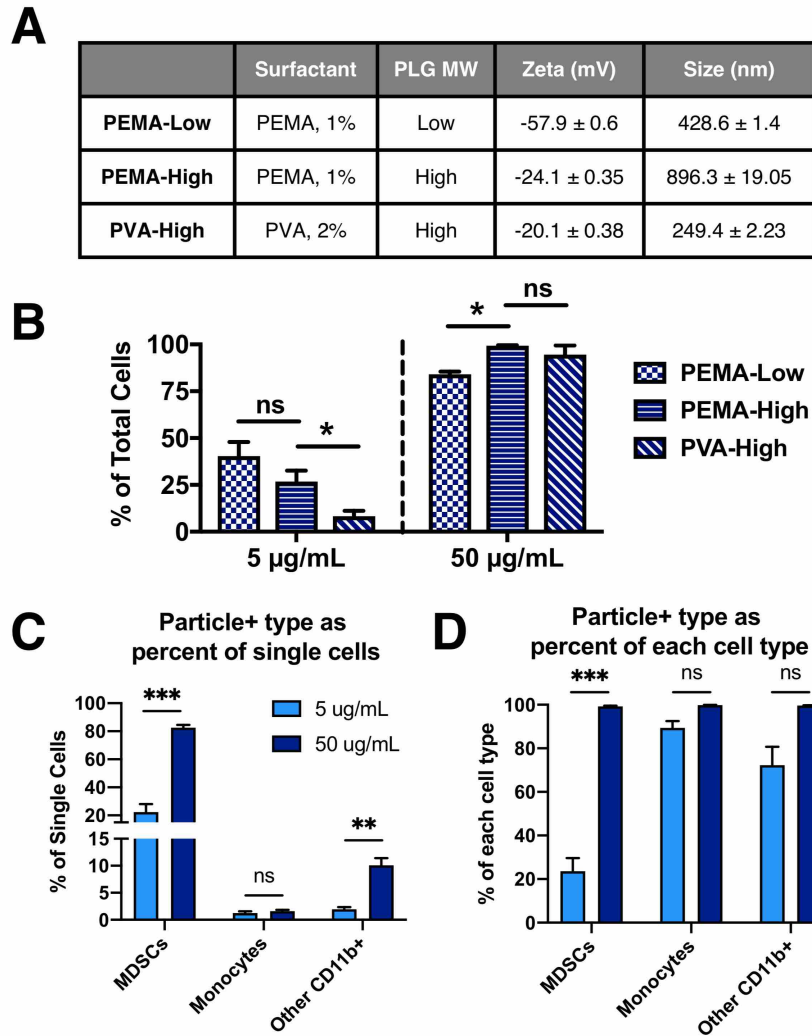 A
Surfactant PLG MW Zeta (mV) Size (nm)
PEMA-Low PEMA, 1% Low -57.9 ± 0.6 428.6 ± 1.4
PEMA-High PEMA, 1% High -24.1 ± 0.35 896.3 ± 19.05
PVA-High PVA, 2% High -20.1 ± 0.38 249.4 ± 2.23
B
% of Total Cells
100
75
50
25
0
ns
*
*
ns
5 µg/mL
50 µg/mL
PEMA-Low
PEMA-High
PVA-High
C
Particle+ type as
percent of single cells
% of Single Cells
100
80
60
40
20
15
10
5
0
***
ns
**
5 ug/mL
50 ug/mL
MDSCs
Monocytes
Other CD11b+
D
Particle+ type as
percent of each cell type
% of each cell type
100
80
60
40
20
0
***
ns
ns
MDSCs
Monocytes
Other CD11b+